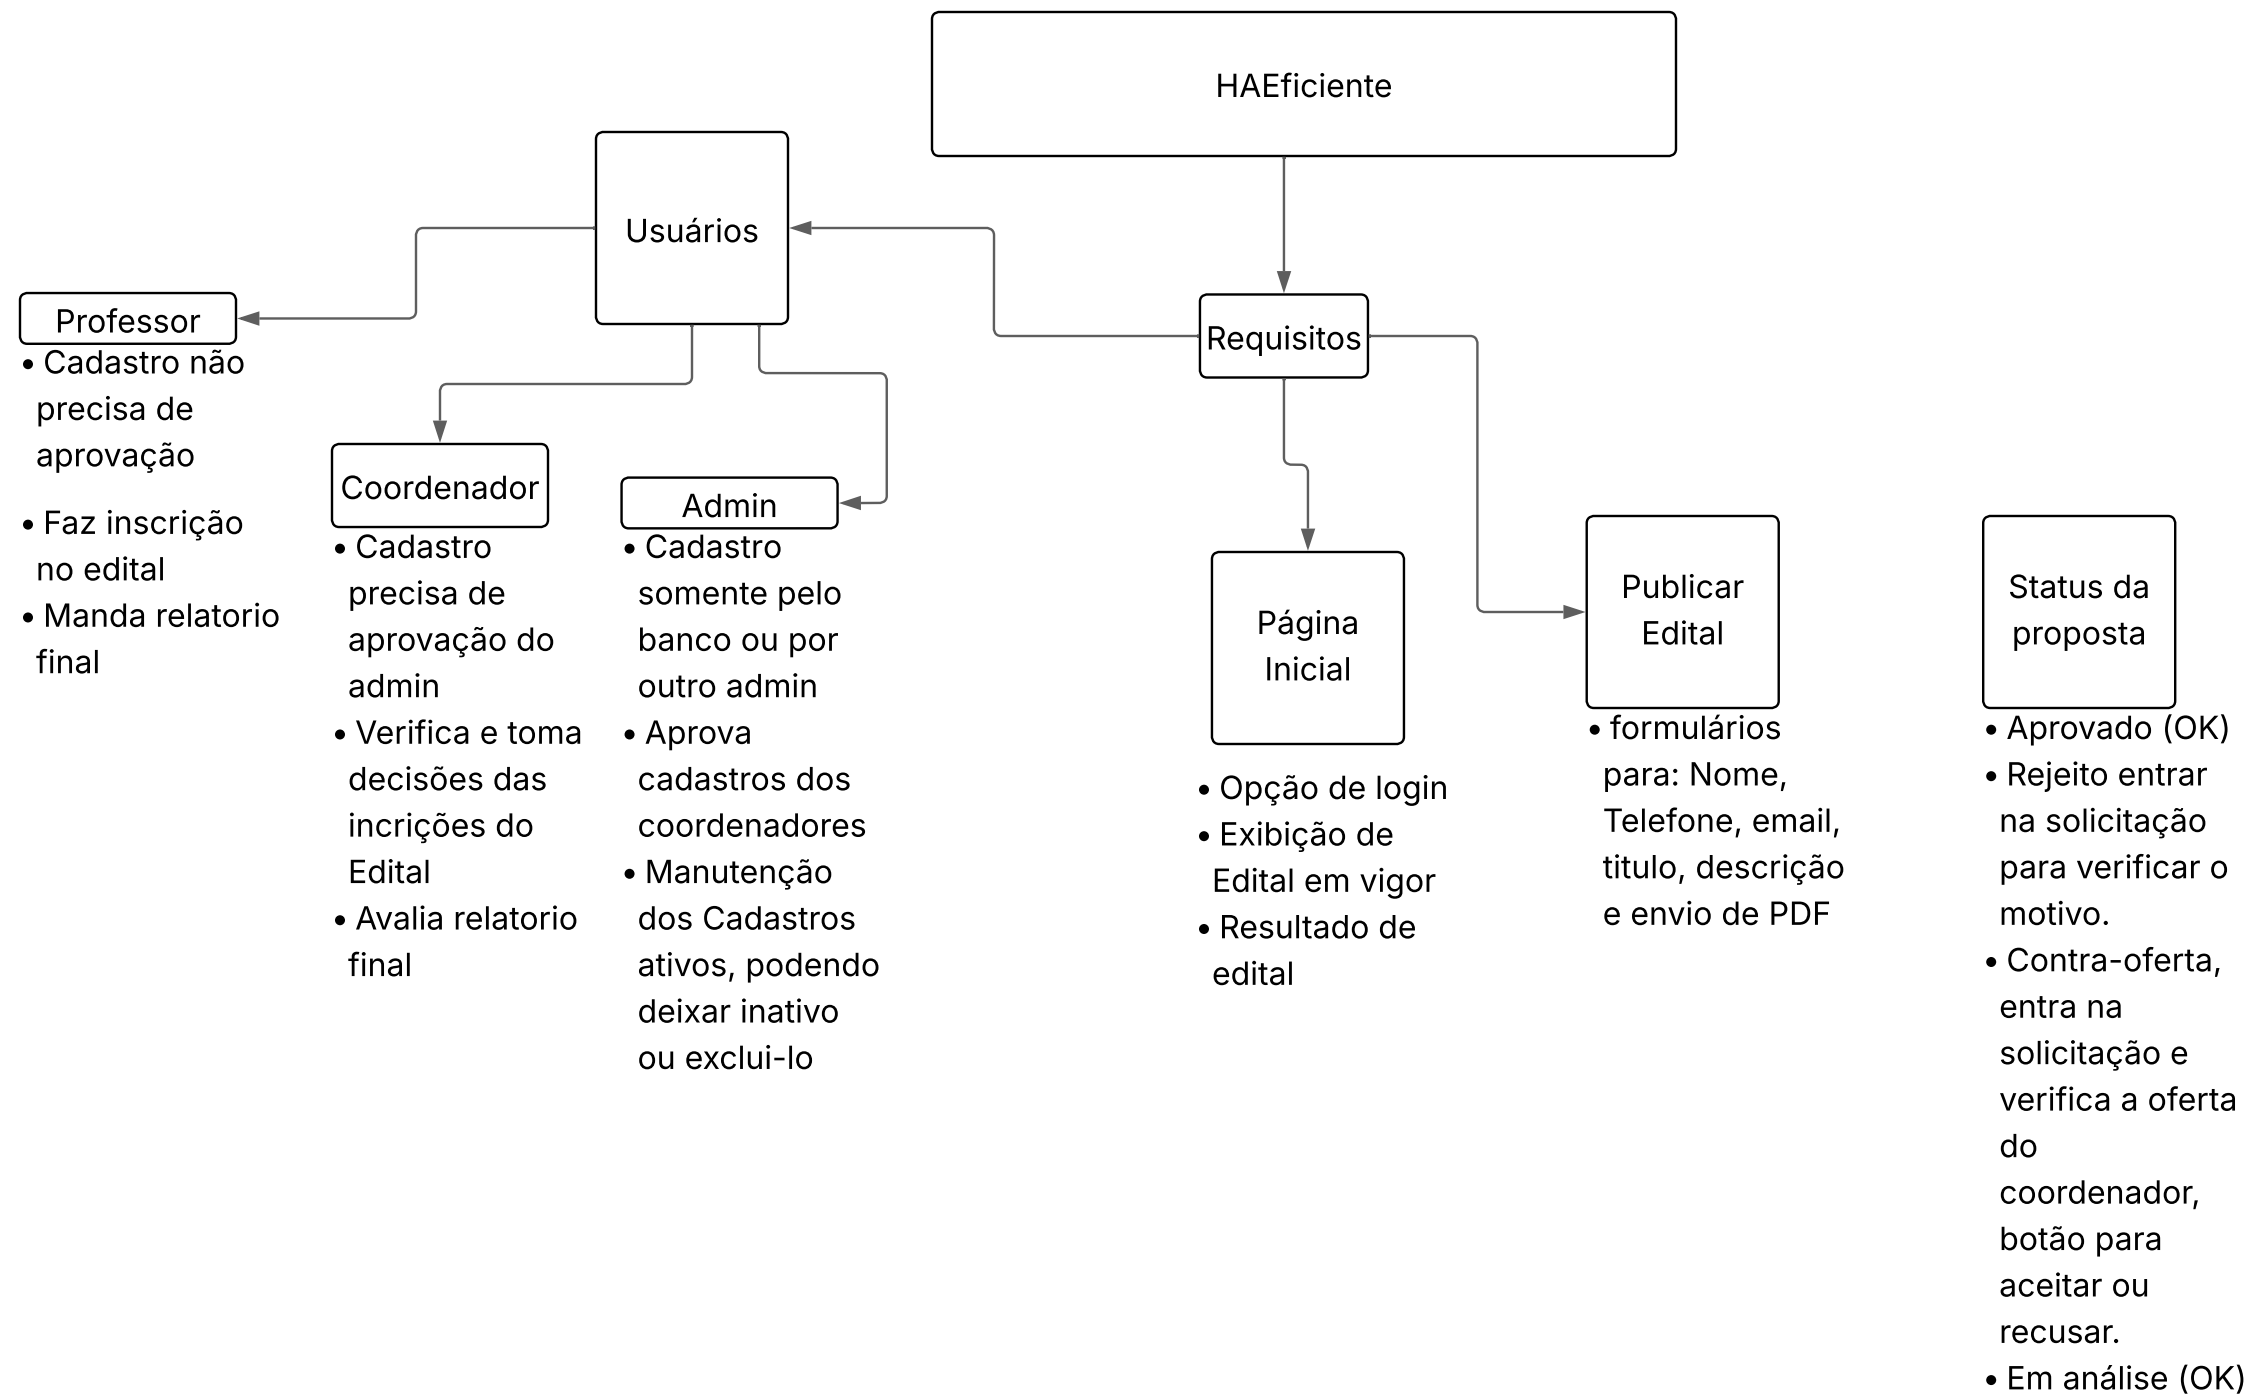 HAEficiente
Usuários
Requisitos
Professor
• Cadastro não
precisa de
aprovação
• Faz inscrição
no edital
• Manda relatorio
final
Coordenador
• Cadastro
precisa de
aprovação do
admin
• Verifica e toma
decisões das
incrições do
Edital
• Avalia relatorio
final
Admin
• Cadastro
somente pelo
banco ou por
outro admin
• Aprova
cadastros dos
coordenadores
• Manutenção
dos Cadastros
ativos, podendo
deixar inativo
ou exclui-lo
Página
Inicial
• Opção de login
• Exibição de
Edital em vigor
• Resultado de
edital
Publicar
Edital
• formulários
para: Nome,
Telefone, email,
titulo, descrição
e envio de PDF
Status da
proposta
• Aprovado (OK)
• Rejeito entrar
na solicitação
para verificar o
motivo.
• Contra-oferta,
entra na
solicitação e
verifica a oferta
do
coordenador,
botão para
aceitar ou
recusar.
• Em análise (OK)